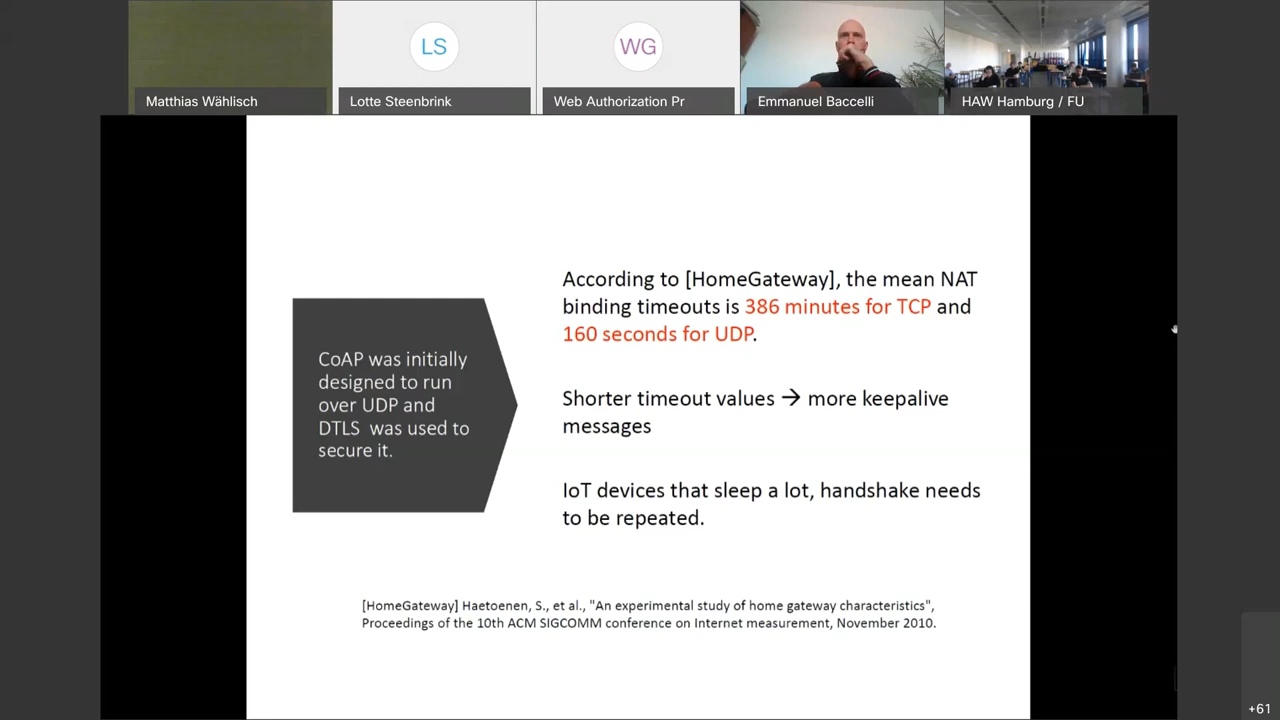 LS
WG
Matthias Wählisch
Lotte Steenbrink
Web Authorization Pr
Emmanuel Baccelli
HAW Hamburg / FU
CoAP was initially
designed to run
over UDP and
DTLS was used to
secure it.
According to [HomeGateway], the mean NAT
binding timeouts is 386 minutes for TCP and
160 seconds for UDP.
Shorter timeout values → more keepalive
messages
IoT devices that sleep a lot, handshake needs
to be repeated.
[HomeGateway] Haetoenen, S., et al., "An experimental study of home gateway characteristics",
Proceedings of the 10th ACM SIGCOMM conference on Internet measurement, November 2010.
+61